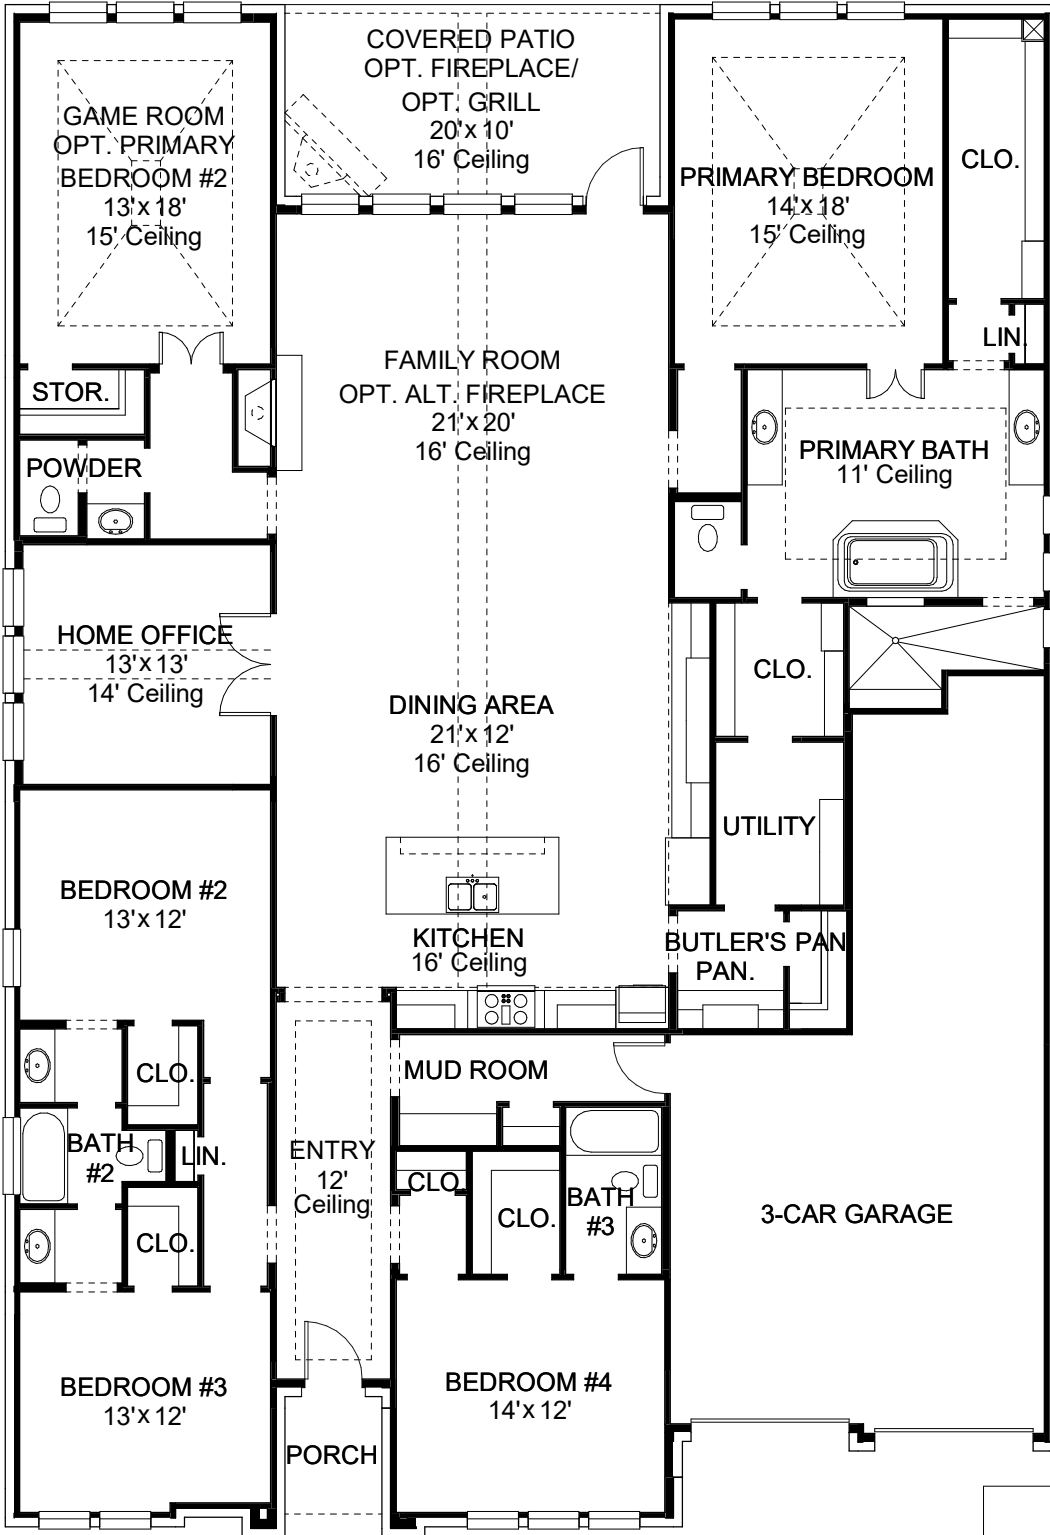 COVERED PATIO
OPT. FIREPLACE/
OPT. GRILL
20'x 10'
16' Ceiling
GAME ROOM
OPT. PRIMARY
BEDROOM #2
13'x 18'
15' Ceiling
PRIMARY BEDROOM
14'x 18'
15' Ceiling
CLO.
LIN.
STOR.
FAMILY ROOM
OPT. ALT. FIREPLACE
21'x 20'
16' Ceiling
POWDER
PRIMARY BATH
11' Ceiling
HOME OFFICE
13'x 13'
14' Ceiling
CLO.
DINING AREA
21'x 12'
16' Ceiling
UTILITY
BEDROOM #2
13'x 12'
KITCHEN
16' Ceiling
BUTLER'S
PAN.
PAN
CLO.
MUD ROOM
BATH
#2
LIN.
ENTRY
12'
Ceiling
CLO.
CLO.
BATH
#3
CLO.
3-CAR GARAGE
BEDROOM #3
13'x 12'
BEDROOM #4
14'x 12'
PORCH